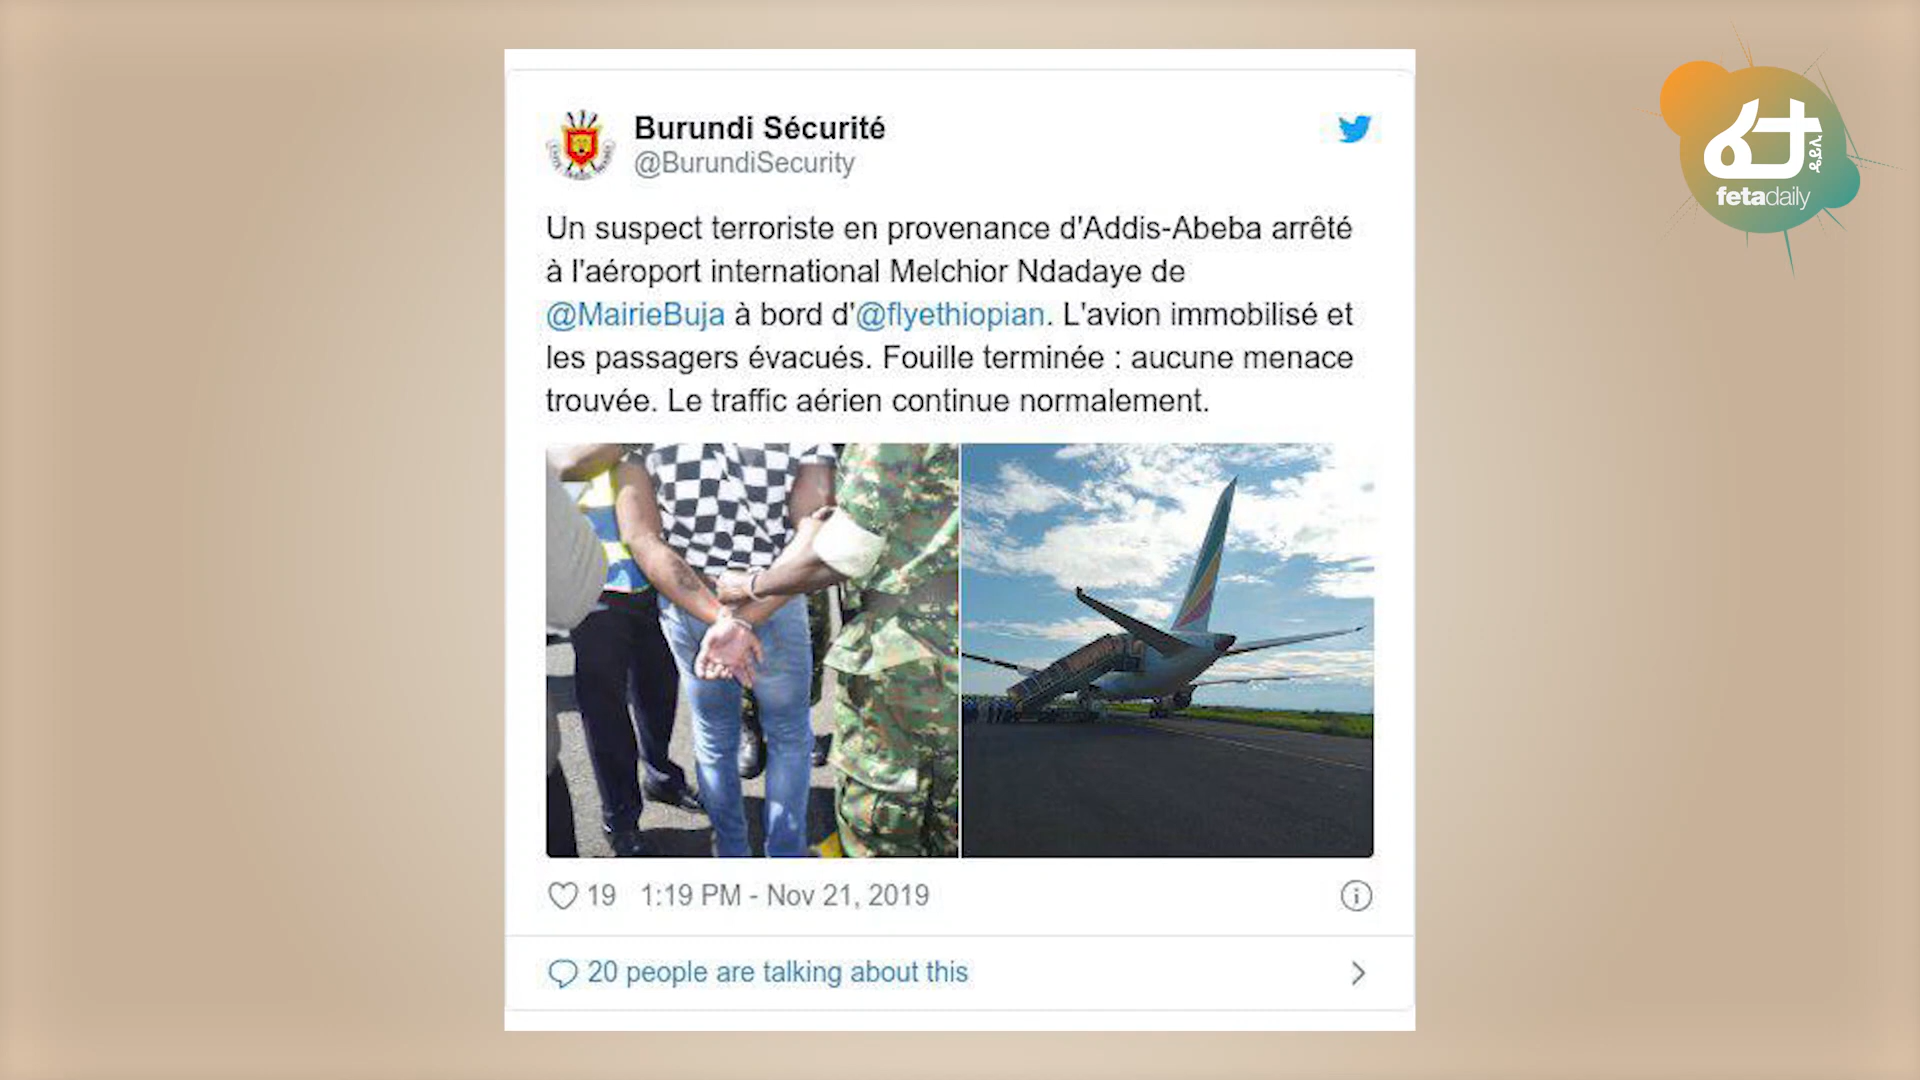 Burundi Sécurité
@BurundiSecurity
Un suspect terroriste en provenance d'Addis-Abeba arrêté
à l'aéroport international Melchior Ndadaye de
@MairieBuja à bord d'@flyethiopian. L'avion immobilisé et
les passagers évacués. Fouille terminée : aucune menace
trouvée. Le traffic aérien continue normalement.
19 1:19 PM - Nov 21, 2019
20 people are talking about this
ፈታ
fetadaily